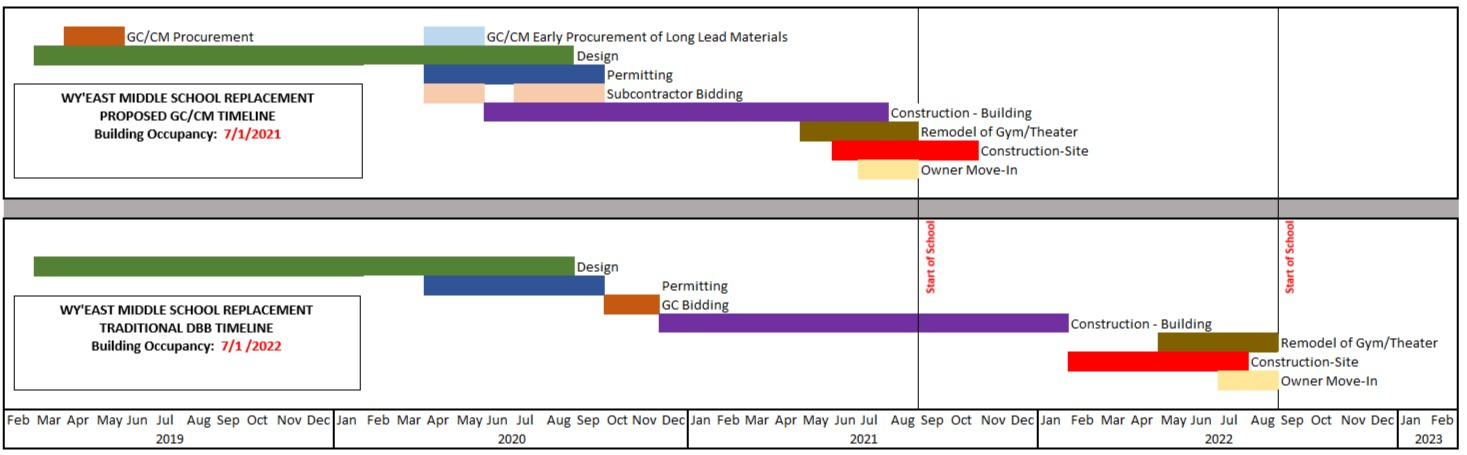 GC/CM Procurement
GC/CM Early Procurement of Long Lead Materials
Design
Permitting
WY'EAST MIDDLE SCHOOL REPLACEMENT
PROPOSED GC/CM TIMELINE
Building Occupancy: 7/1/2021
Subcontractor Bidding
Construction - Building
Remodel of Gym/Theater
Construction-Site
Owner Move-In
Start of School
Start of School
Design
Permitting
GC Bidding
WY'EAST MIDDLE SCHOOL REPLACEMENT
TRADITIONAL DBB TIMELINE
Building Occupancy: 7/1 /2022
Construction - Building
Remodel of Gym/Theater
Construction-Site
Owner Move-In
Feb Mar Apr May Jun Jul Aug Sep Oct Nov Dec Jan Feb Mar Apr May Jun Jul Aug Sep Oct Nov Dec Jan Feb Mar Apr May Jun Jul Aug Sep Oct Nov Dec Jan Feb Mar Apr May Jun Jul Aug Sep Oct Nov Dec Jan Feb
2019 2020 2021 2022 2023